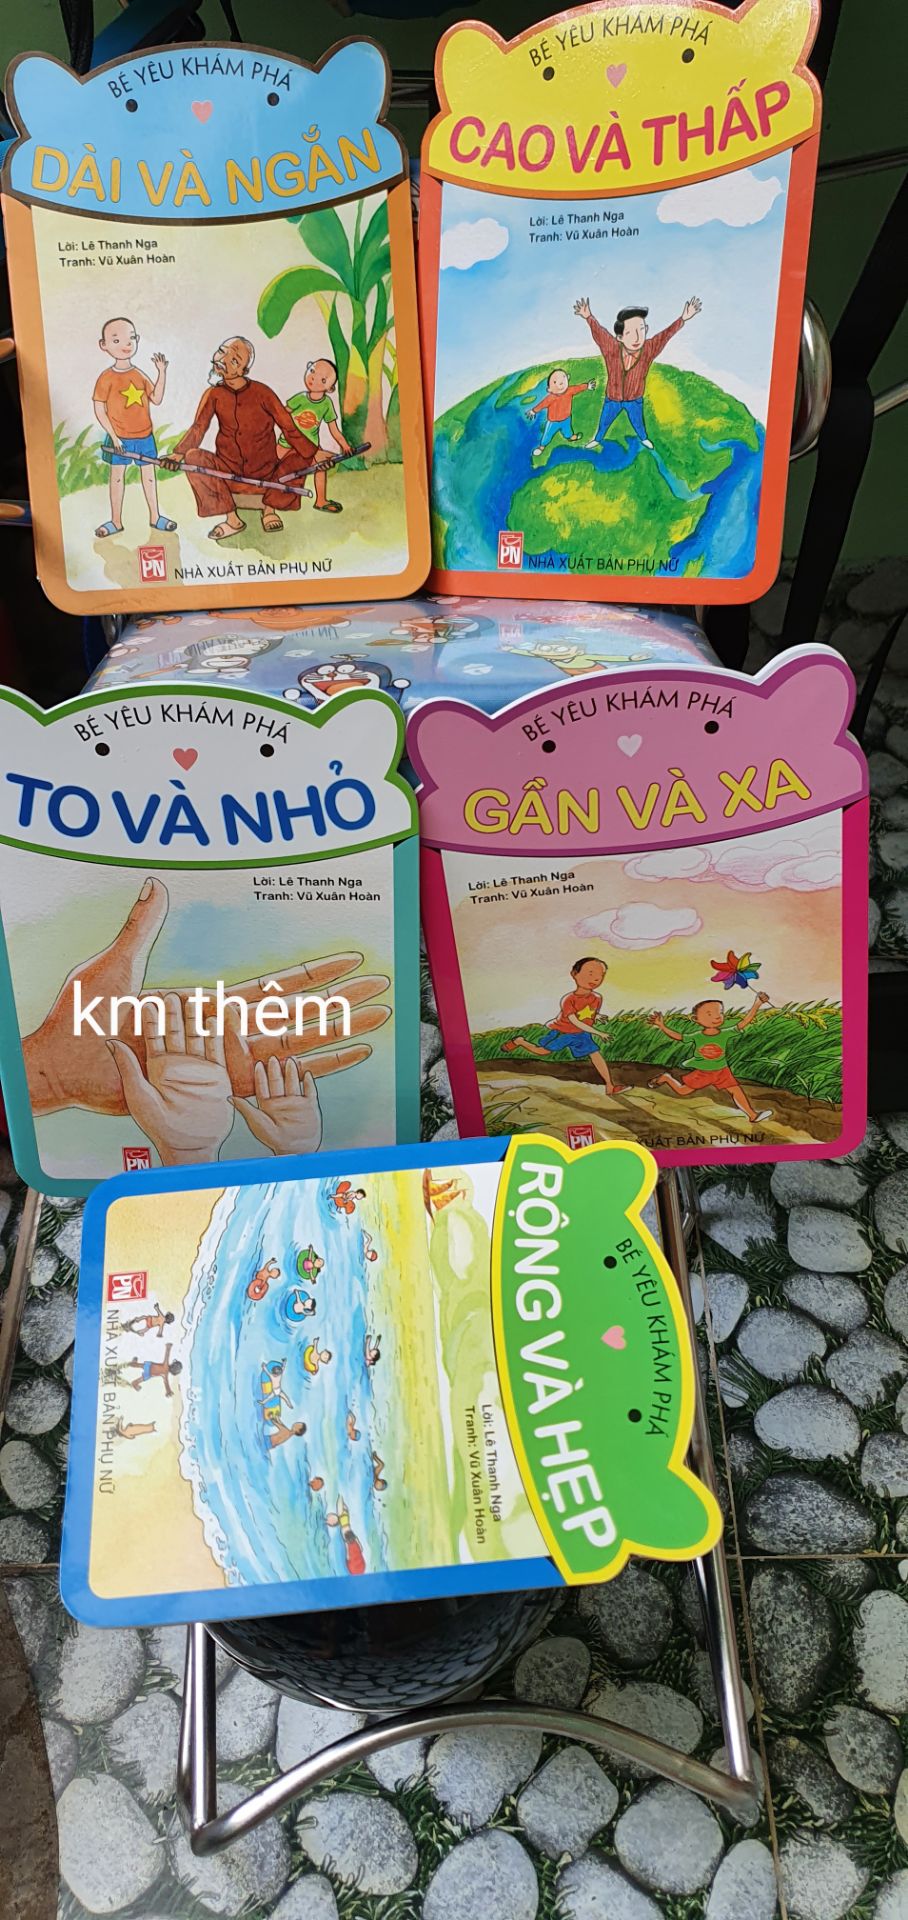 BÉ YÊU KHÁM PHÁ
DÀI VÀ NGẮN
Lời: Lê Thanh Nga
Tranh: Vũ Xuân Hoàn
PN
NHÀ XUẤT BẢN PHỤ NỮ
BÉ YÊU KHÁM PHÁ
CAO VÀ THẤP
Lời: Lê Thanh Nga
Tranh: Vũ Xuân Hoàn
PN
NHÀ XUẤT BẢN PHỤ NỮ
BÉ YÊU KHÁM PHÁ
TO VÀ NHỎ
Lời: Lê Thanh Nga
Tranh: Vũ Xuân Hoàn
km thêm
PN
BÉ YÊU KHÁM PHÁ
GẦN VÀ XA
Lời: Lê Thanh Nga
Tranh: Vũ Xuân Hoàn
PN
XUẤT BẢN PHỤ NỮ
BÉ YÊU KHÁM PHÁ
RỘNG VÀ HẸP
Lời: Lê Thanh Nga
Tranh: Vũ Xuân Hoàn
PN
NHÀ XUẤT BẢN PHỤ NỮ